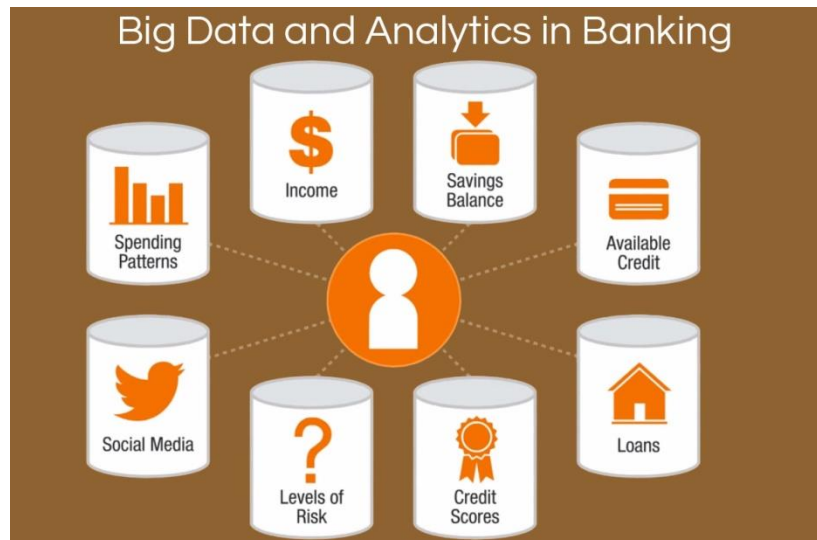 Big Data and Analytics in Banking
$
Income
Savings
Balance
Spending
Patterns
Available
Credit
Social Media
?
Levels of
Risk
Credit
Scores
Loans